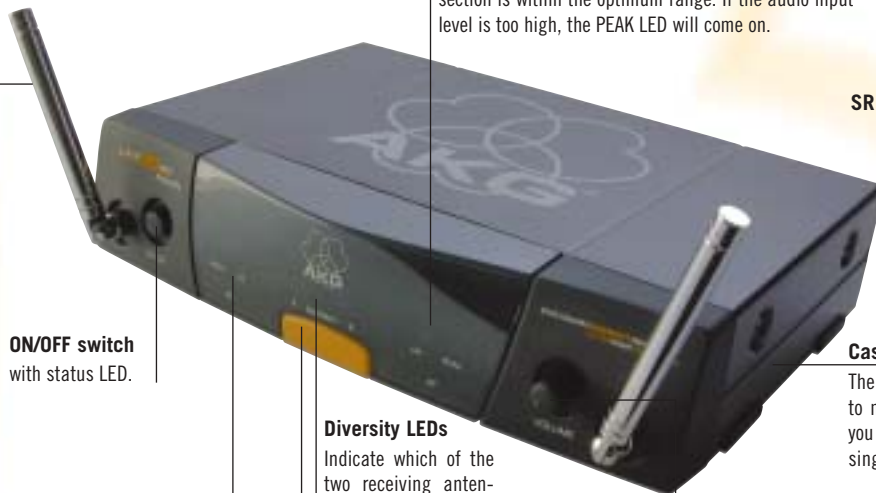 section is within the optimum range. If the audio input
level is too high, the PEAK LED will come on.
SR
AKG
AKG
ON/OFF switch
with status LED.
VOLUME
Diversity LEDs
Indicate which of the
two receiving anten-
Cas
The
to
you
sing